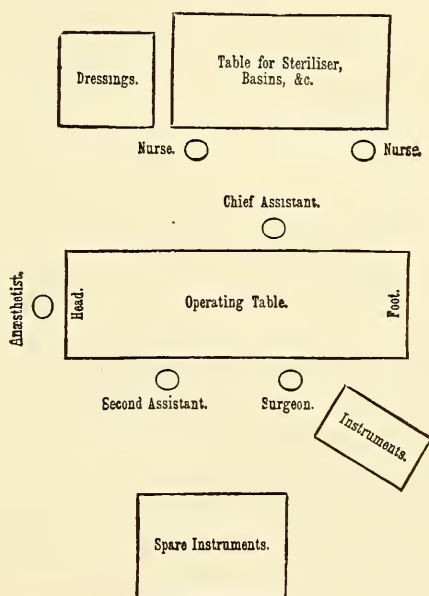 Dressings.
Table for Steriliser,
Basins, &c.
Nurse.
Nurse.
Chief Assistant.
Anæsthetist.
Head.
Operating Table.
Foot.
Second Assistant.
Surgeon.
Instruments.
Spare Instruments.